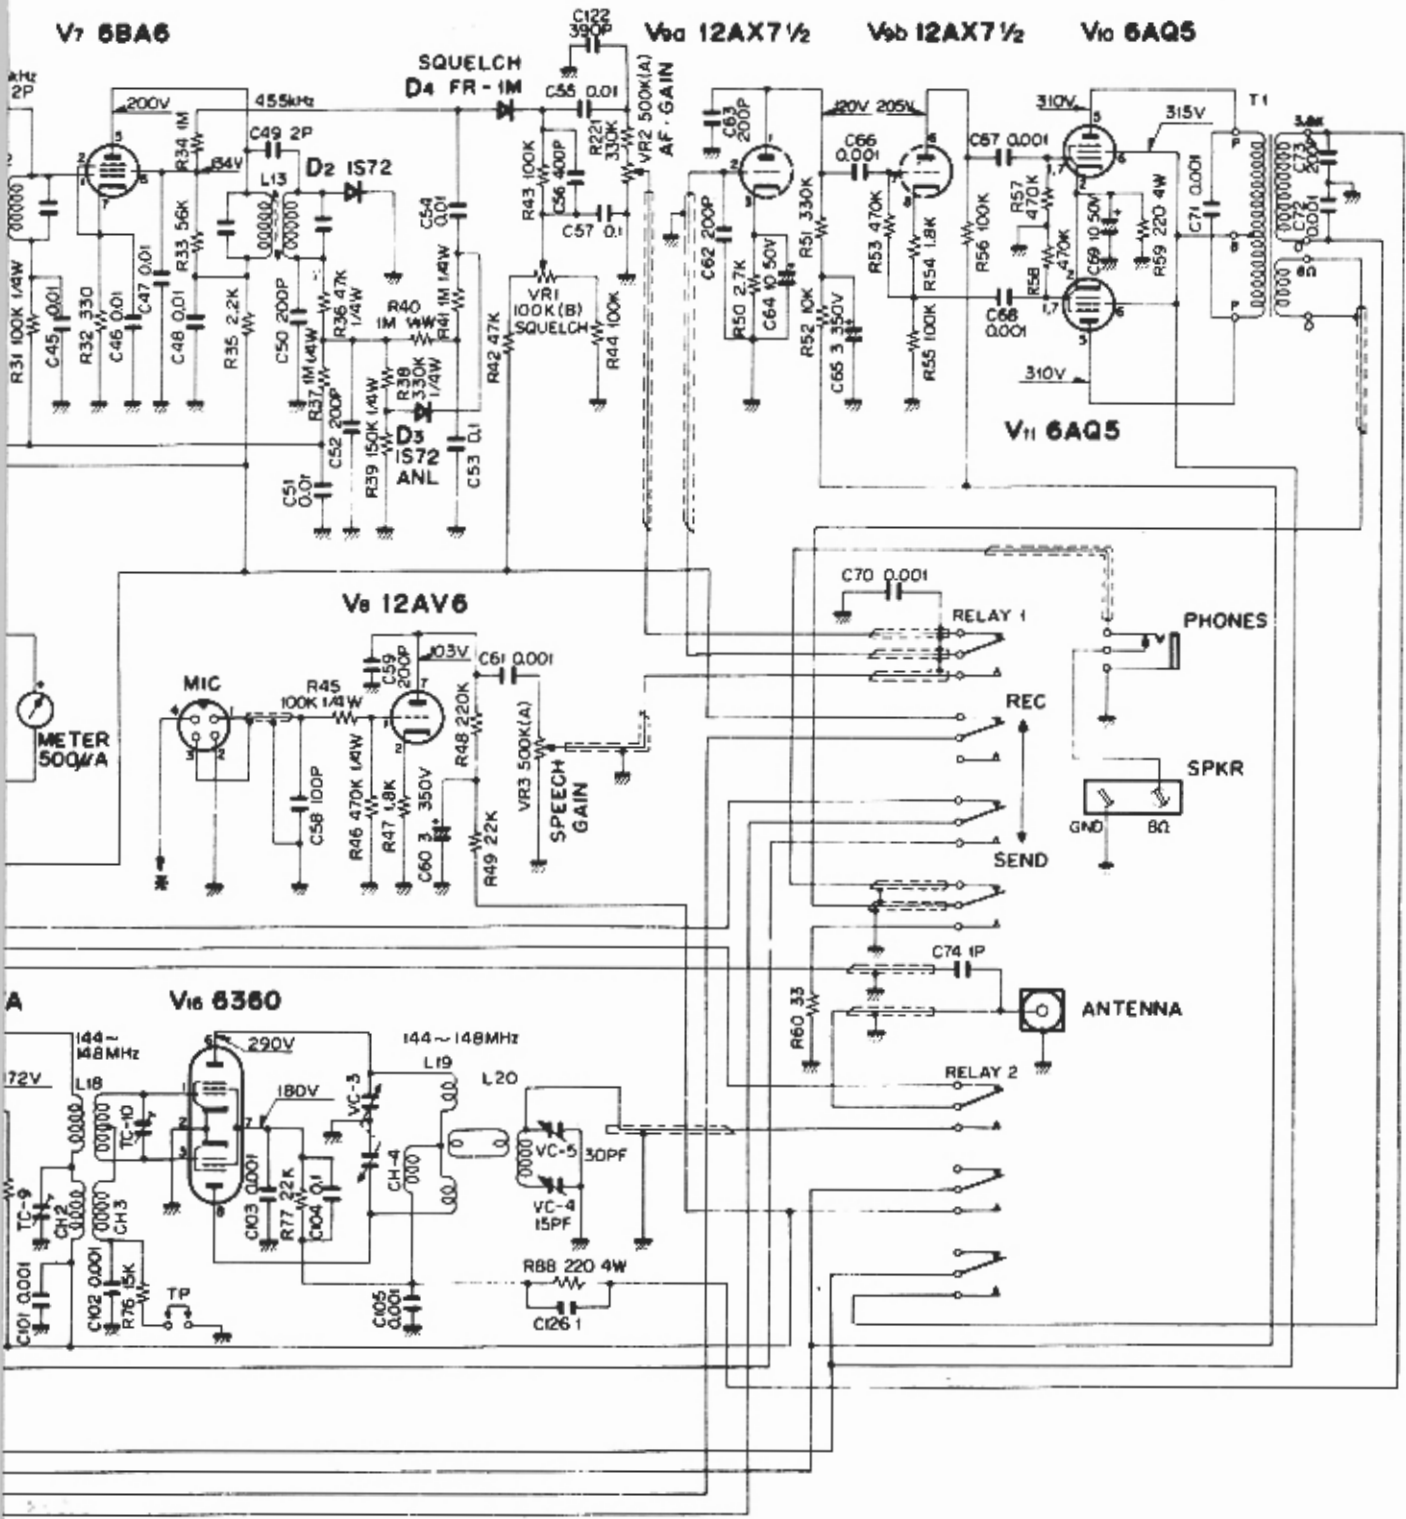 V7 6BA6
SQUELCH
D4 FR-1M
C122
390P
V9a 12AX7½
V9b 12AX7½
V10 6AQ5
kHz
2P
200V
455kHz
R34 1M
C49 2P
134V
D2 1S72
L13
C54 0.01
R43 100K
C55 0.01
C56 400P
R221
330K
VR2 500K(A)
AF-GAIN
C57 0.1
C63
200P
120V
205V
C66
0.001
C67 0.001
310V
315V
T1
3.8K
C73
C72
0.001
C71 0.001
R31 100K 1/4W
C45 0.01
R32 330
C46 0.01
C47 0.01
C48 0.01
R33 56K
R35 2.2K
C50 200P
R36 47K
1/4W
R37 1M 1/4W
R40
1M 1/4W
R41 1M 1/4W
R42 47K
VR1
100K(B)
SQUELCH
R44 100K
C62 200P
R50 2.7K
C64 10 50V
R51 330K
R52 10K
C65 3 350V
R53 470K
R54 1.8K
R55 100K
R56 100K
R57
470K
R58
470K
C68
0.001
C69 10 50V
R59 220 4W
310V
V11 6AQ5
C51
0.01
C52 200P
R39 150K 1/4W
R38
330K
1/4W
D3
1S72
ANL
C53 0.1
V8 12AV6
C70 0.001
RELAY 1
PHONES
MIC
R45
100K 1/4W
C59
200P
103V
C61 0.001
R48 220K
METER
500μA
C58 100P
R46 470K 1/4W
R47 1.8K
C60 3 350V
R49 22K
VR3 500K(A)
SPEECH
GAIN
REC
SEND
SPKR
GND
8Ω
C74 1P
R60 33
ANTENNA
RELAY 2
A
V16 6360
144~
148MHz
172V
L18
TC-10
290V
180V
VC-3
144~148MHz
L19
L20
VC-5
30PF
VC-4
15PF
CH-4
TC-9
CH2
CH3
C103 0.001
R77 22K
C104 0.1
C101 0.001
C102 0.001
R76 15K
TP
C105
0.001
R88 220 4W
C126 1